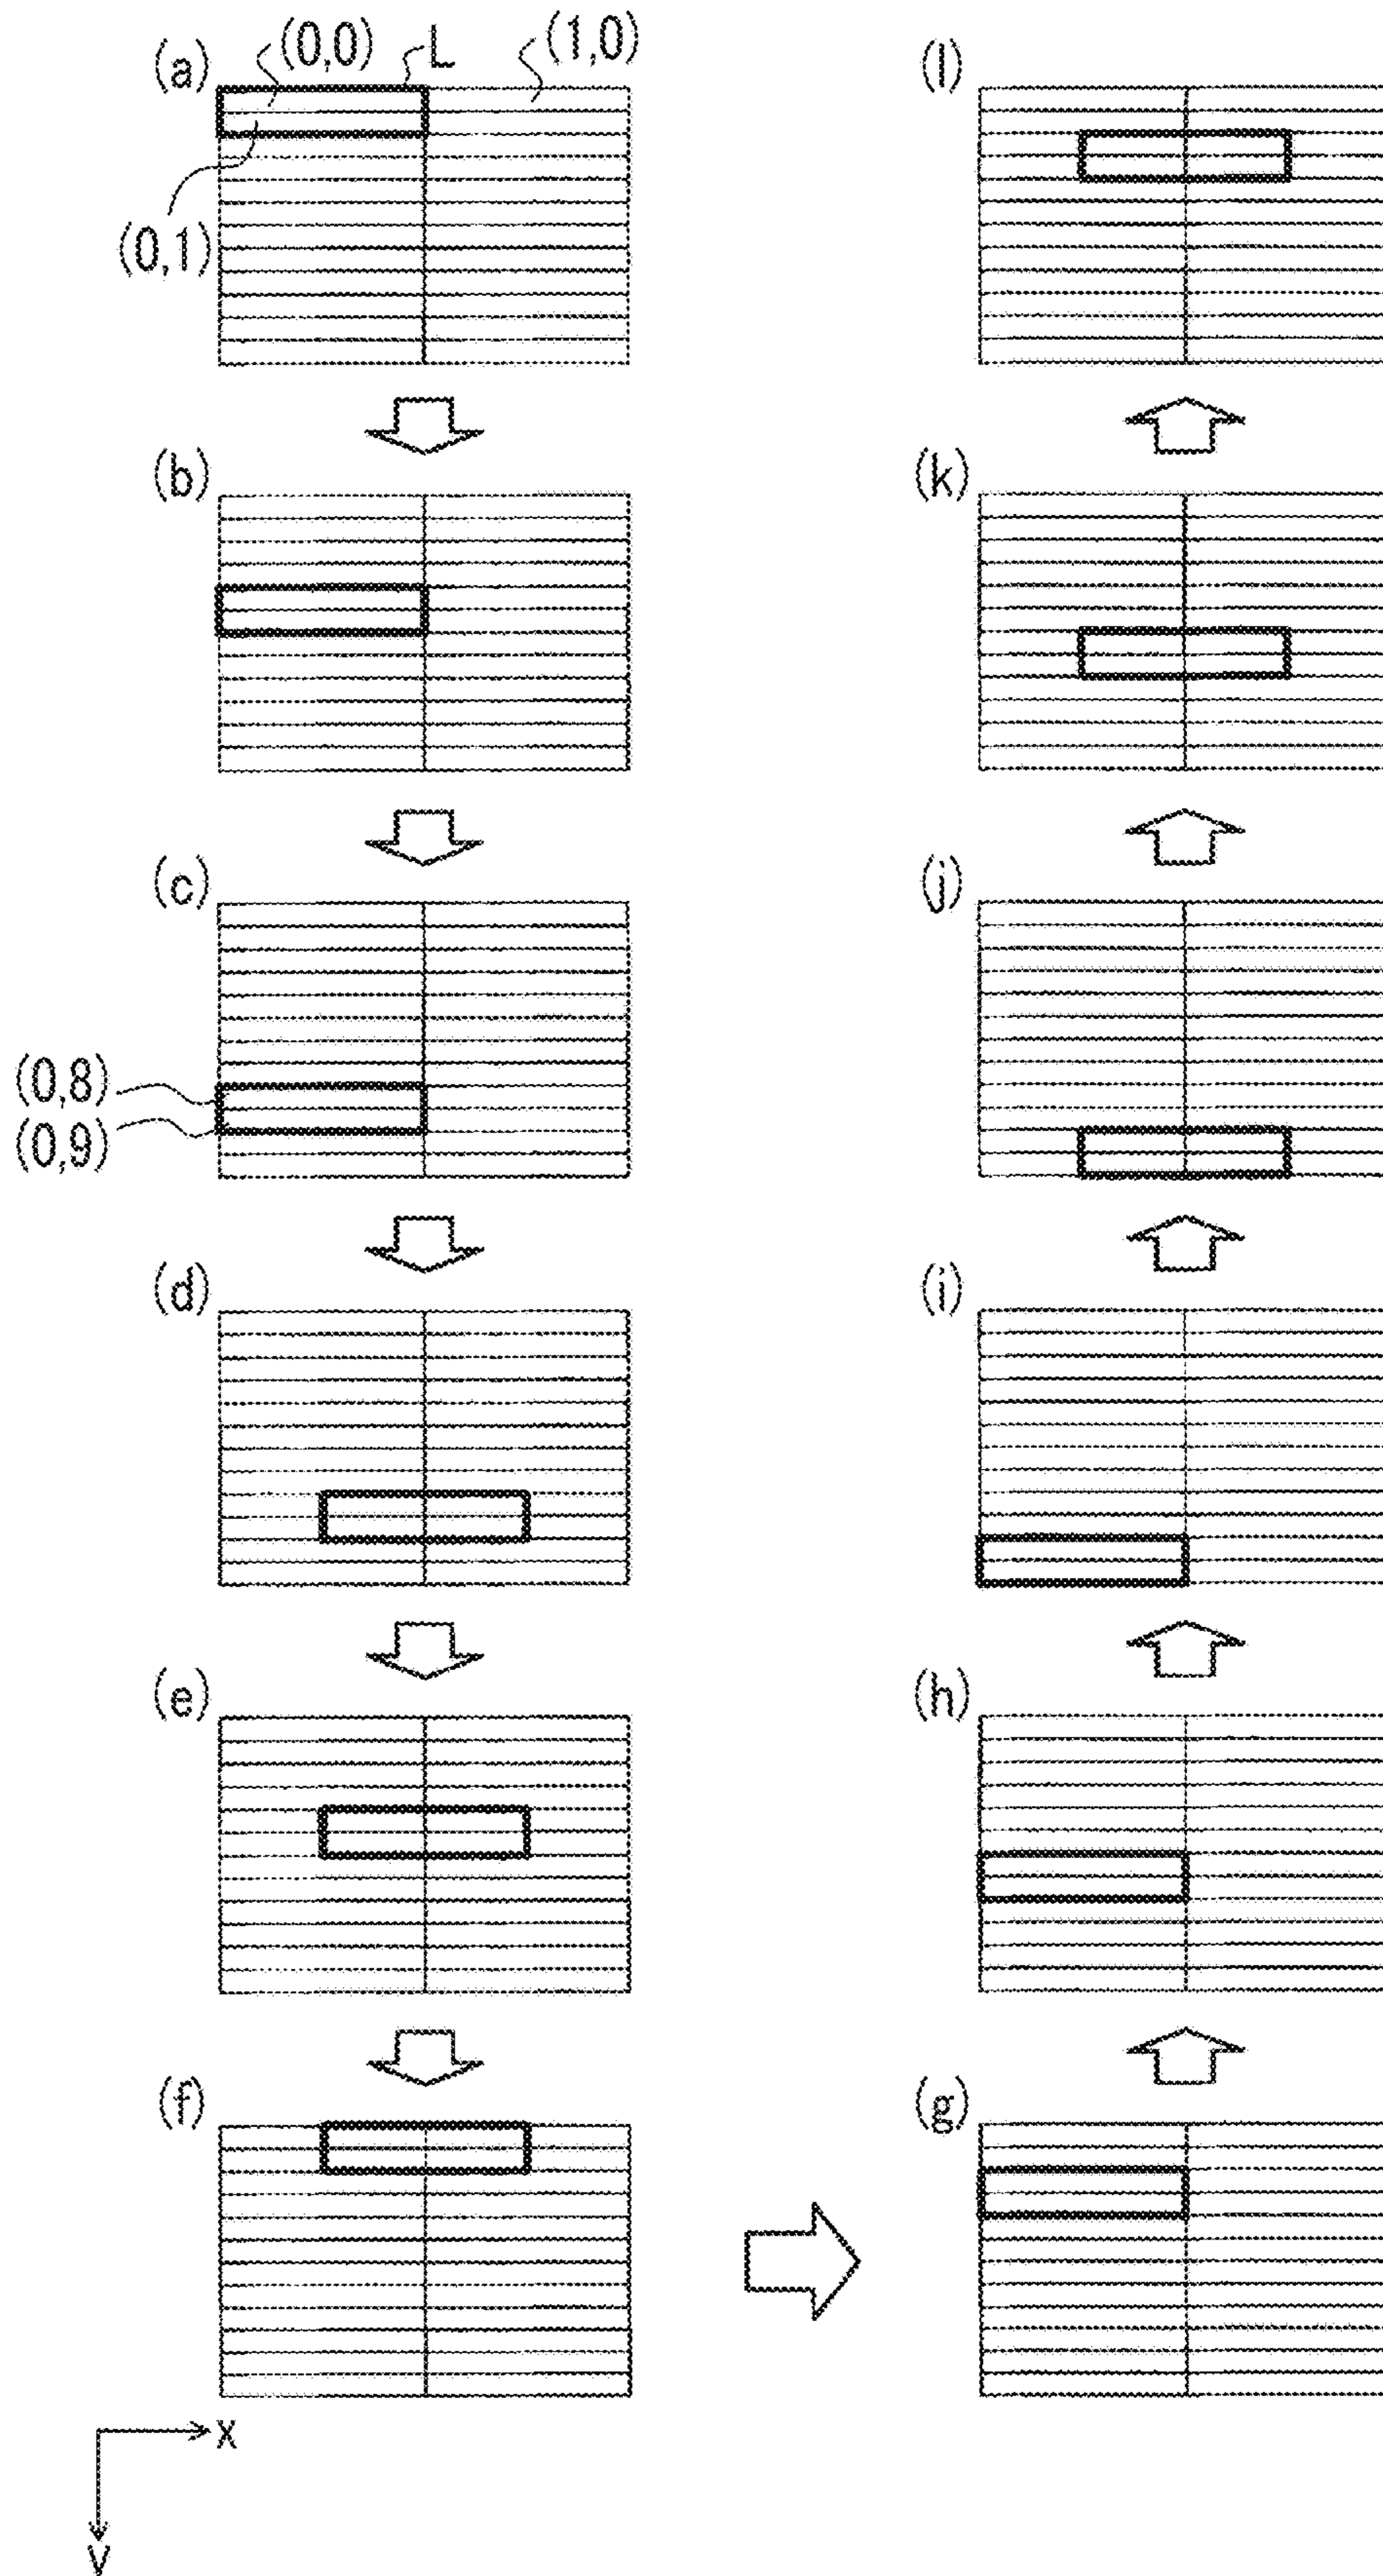 (a) (0,0) L (1,0) (l)
(0,1)
(b) (k)
(c) (j)
(0,8)
(0,9)
(d) (i)
(e) (h)
(f) (g)
x
y